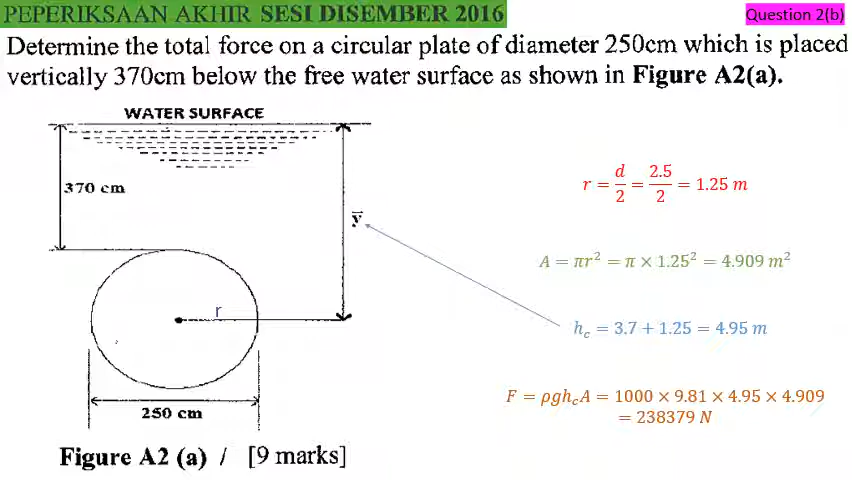 PEPERIKSAAN AKHIR SESI DISEMBER 2016
Question 2(b)
Determine the total force on a circular plate of diameter 250cm which is placed
vertically 370cm below the free water surface as shown in Figure A2(a).
WATER SURFACE
370 cm
y̅
r
250 cm
Figure A2 (a) / [9 marks]
r = d/2 = 2.5/2 = 1.25 m
A = πr² = π × 1.25² = 4.909 m²
h_c = 3.7 + 1.25 = 4.95 m
F = ρgh_cA = 1000 × 9.81 × 4.95 × 4.909
= 238379 N